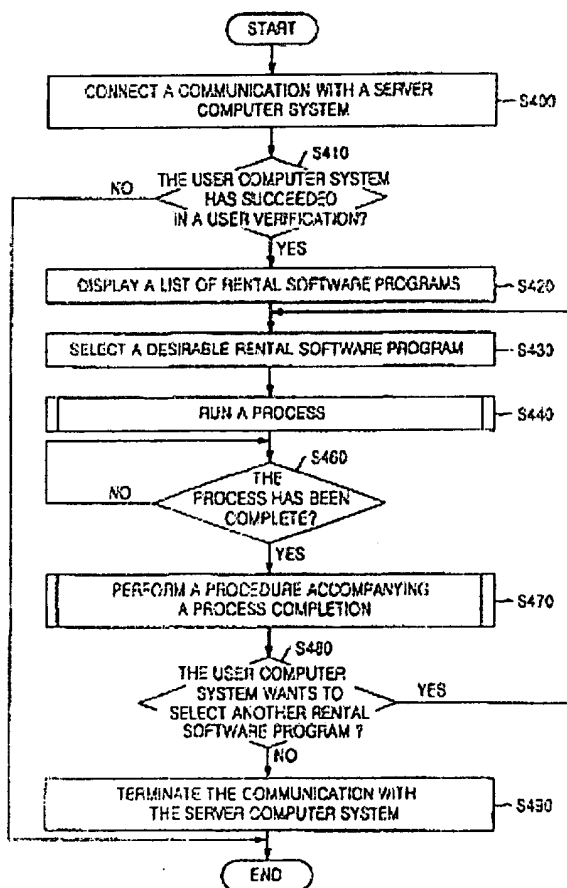 START
CONNECT A COMMUNICATION WITH A SERVER
COMPUTER SYSTEM
S400
S410
NO
THE USER COMPUTER SYSTEM
HAS SUCCEEDED
IN A USER VERIFICATION?
YES
DISPLAY A LIST OF RENTAL SOFTWARE PROGRAMS
S420
SELECT A DESIRABLE RENTAL SOFTWARE PROGRAM
S430
RUN A PROCESS
S440
S460
NO
THE
PROCESS HAS BEEN
COMPLETE?
YES
PERFORM A PROCEDURE ACCOMPANYING
A PROCESS COMPLETION
S470
S480
THE USER COMPUTER
SYSTEM WANTS TO
SELECT ANOTHER RENTAL
SOFTWARE PROGRAM ?
YES
NO
TERMINATE THE COMMUNICATION WITH
THE SERVER COMPUTER SYSTEM
S490
END